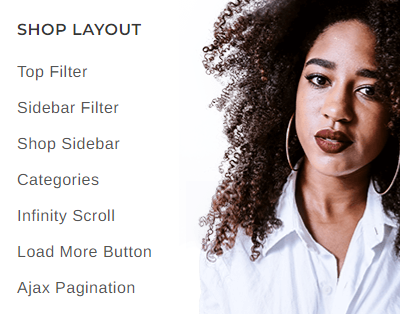 SHOP LAYOUT
Top Filter
Sidebar Filter
Shop Sidebar
Categories
Infinity Scroll
Load More Button
Ajax Pagination